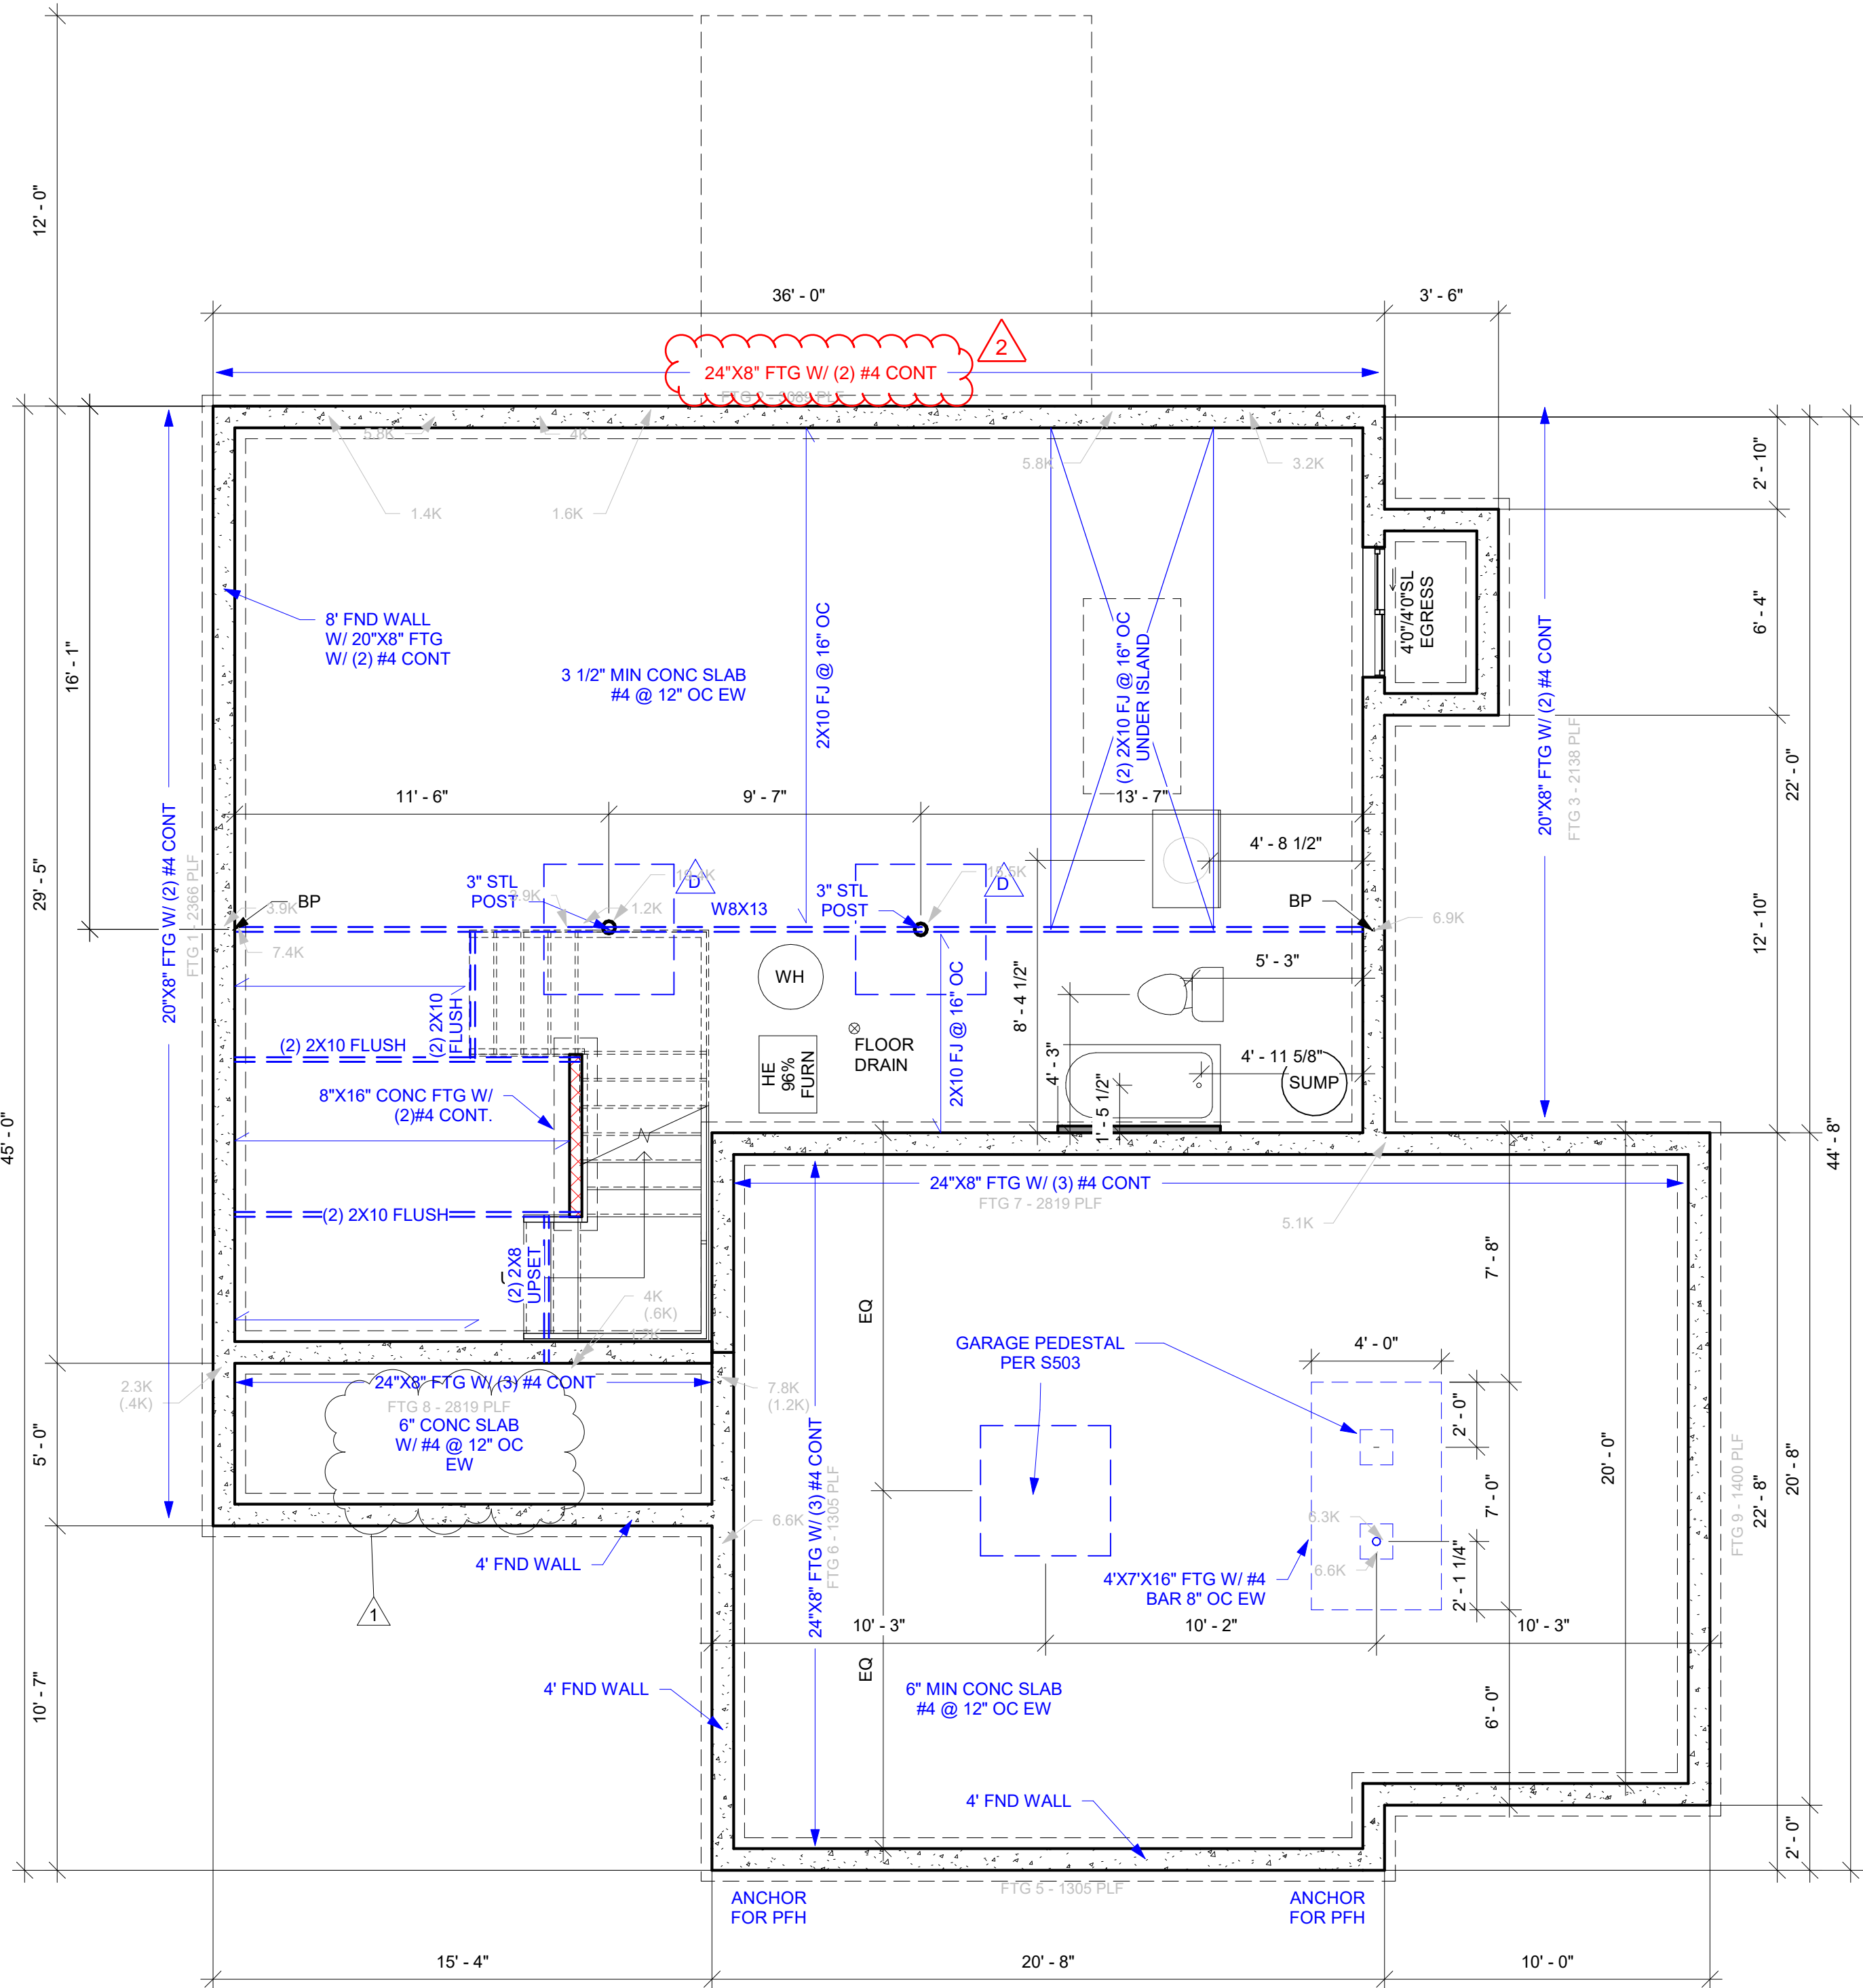 12' - 0"
36' - 0"
3' - 6"
2
24"X8" FTG W/ (2) #4 CONT
5.8K
4K
5.8K
3.2K
1.4K
1.6K
2' - 10"
8' FND WALL
W/ 20"X8" FTG
W/ (2) #4 CONT
3 1/2" MIN CONC SLAB
#4 @ 12" OC EW
2X10 FJ @ 16" OC
(2) 2X10 FJ @ 16" OC
UNDER ISLAND
4'0"/4'0"SL
EGRESS
6' - 4"
20"X8" FTG W/ (2) #4 CONT
FTG 3 - 2138 PLF
16' - 1"
22' - 0"
11' - 6"
9' - 7"
13' - 7"
4' - 8 1/2"
29' - 5"
20"X8" FTG W/ (2) #4 CONT
FTG 1 - 2366 PLF
3" STL
POST
D
1.2K
W8X13
3" STL
POST
D
BP
3.9K
BP
6.9K
7.4K
12' - 10"
WH
5' - 3"
8' - 4 1/2"
(2) 2X10 FLUSH
(2) 2X10
FLUSH
FLOOR
DRAIN
HE
96%
FURN
2X10 FJ @ 16" OC
4' - 3"
4' - 11 5/8"
SUMP
1' - 5 1/2"
8"X16" CONC FTG W/
(2)#4 CONT.
45' - 0"
44' - 8"
24"X8" FTG W/ (3) #4 CONT
FTG 7 - 2819 PLF
5.1K
(2) 2X10 FLUSH
(2) 2X8
UPSET
7' - 8"
4K
(.6K)
EQ
GARAGE PEDESTAL
PER S503
4' - 0"
2.3K
(.4K)
24"X8" FTG W/ (3) #4 CONT
FTG 8 - 2819 PLF
6" CONC SLAB
W/ #4 @ 12" OC
EW
7.8K
(1.2K)
2' - 0"
5' - 0"
24"X8" FTG W/ (3) #4 CONT
FTG 6 - 1305 PLF
20' - 0"
7' - 0"
FTG 9 - 1400 PLF
22' - 8"
20' - 8"
6.6K
6.3K
6.6K
4' FND WALL
4'X7'X16" FTG W/ #4
BAR 8" OC EW
2' - 1 1/4"
1
10' - 3"
10' - 2"
10' - 3"
EQ
10' - 7"
4' FND WALL
6" MIN CONC SLAB
#4 @ 12" OC EW
6' - 0"
4' FND WALL
2' - 0"
FTG 5 - 1305 PLF
ANCHOR
FOR PFH
ANCHOR
FOR PFH
15' - 4"
20' - 8"
10' - 0"